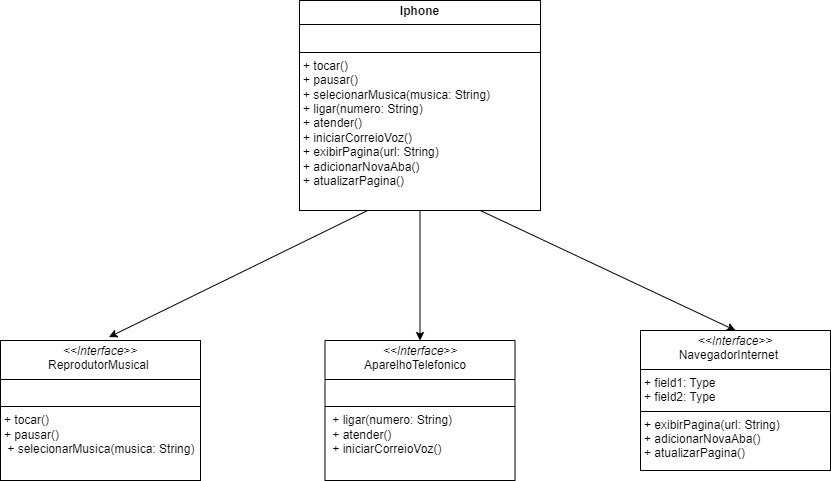 Iphone
+ tocar()
+ pausar()
+ selecionarMusica(musica: String)
+ ligar(numero: String)
+ atender()
+ iniciarCorreioVoz()
+ exibirPagina(url: String)
+ adicionarNovaAba()
+ atualizarPagina()
<<Interface>>
ReprodutorMusical
+ tocar()
+ pausar()
+ selecionarMusica(musica: String)
<<Interface>>
AparelhoTelefonico
+ ligar(numero: String)
+ atender()
+ iniciarCorreioVoz()
<<Interface>>
NavegadorInternet
+ field1: Type
+ field2: Type
+ exibirPagina(url: String)
+ adicionarNovaAba()
+ atualizarPagina()